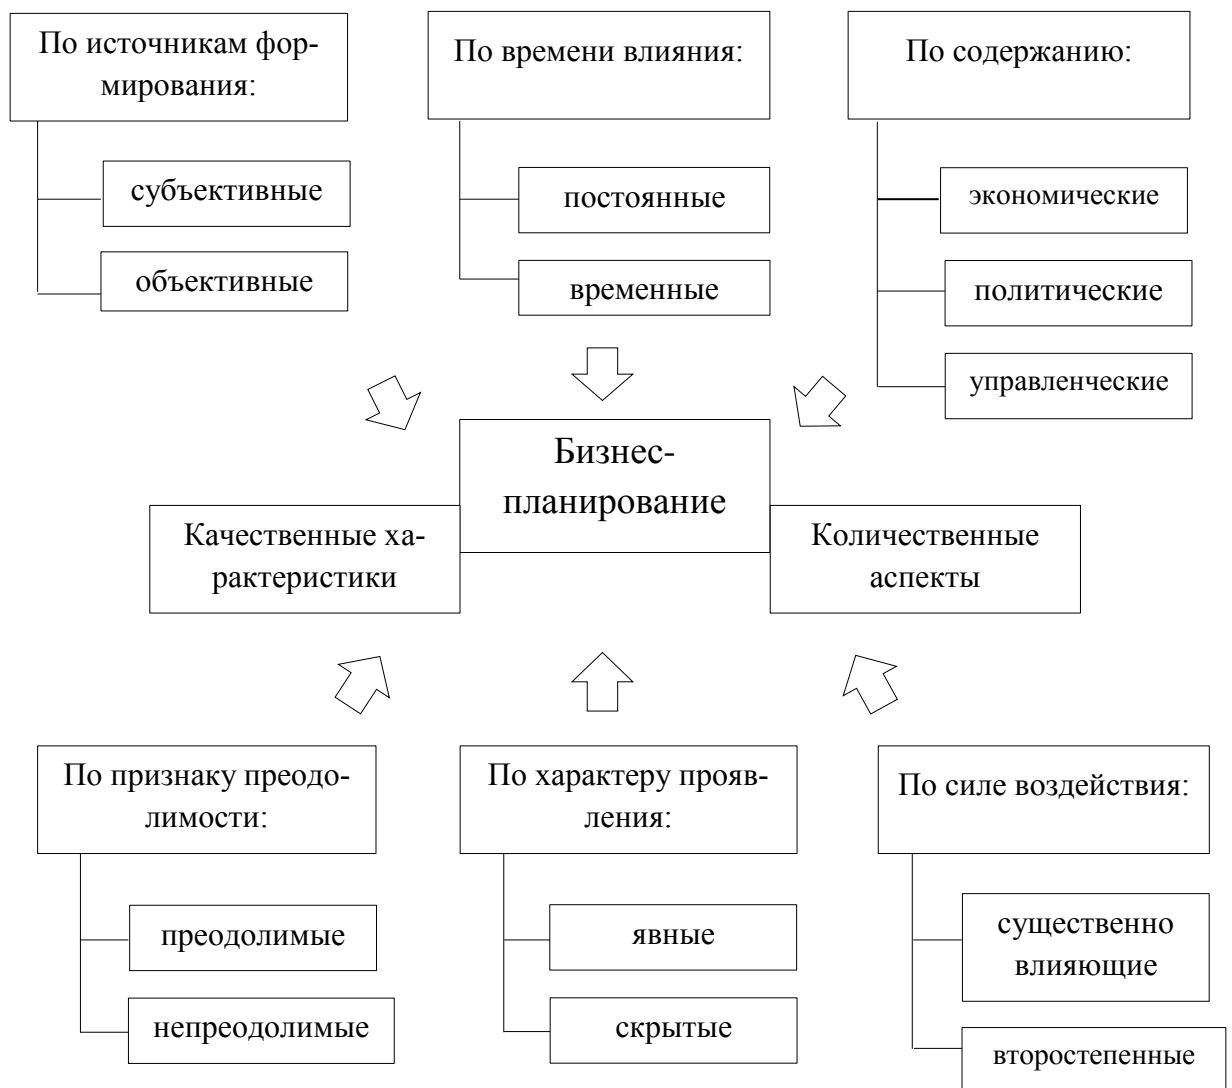 По источникам фор-
мирования:
субъективные
объективные
По времени влияния:
постоянные
временные
По содержанию:
экономические
политические
управленческие
Бизнес-
планирование
Качественные ха-
рактеристики
Количественные
аспекты
По признаку преодо-
лимости:
преодолимые
непреодолимые
По характеру прояв-
ления:
явные
скрытые
По силе воздействия:
существенно
влияющие
второстепенные